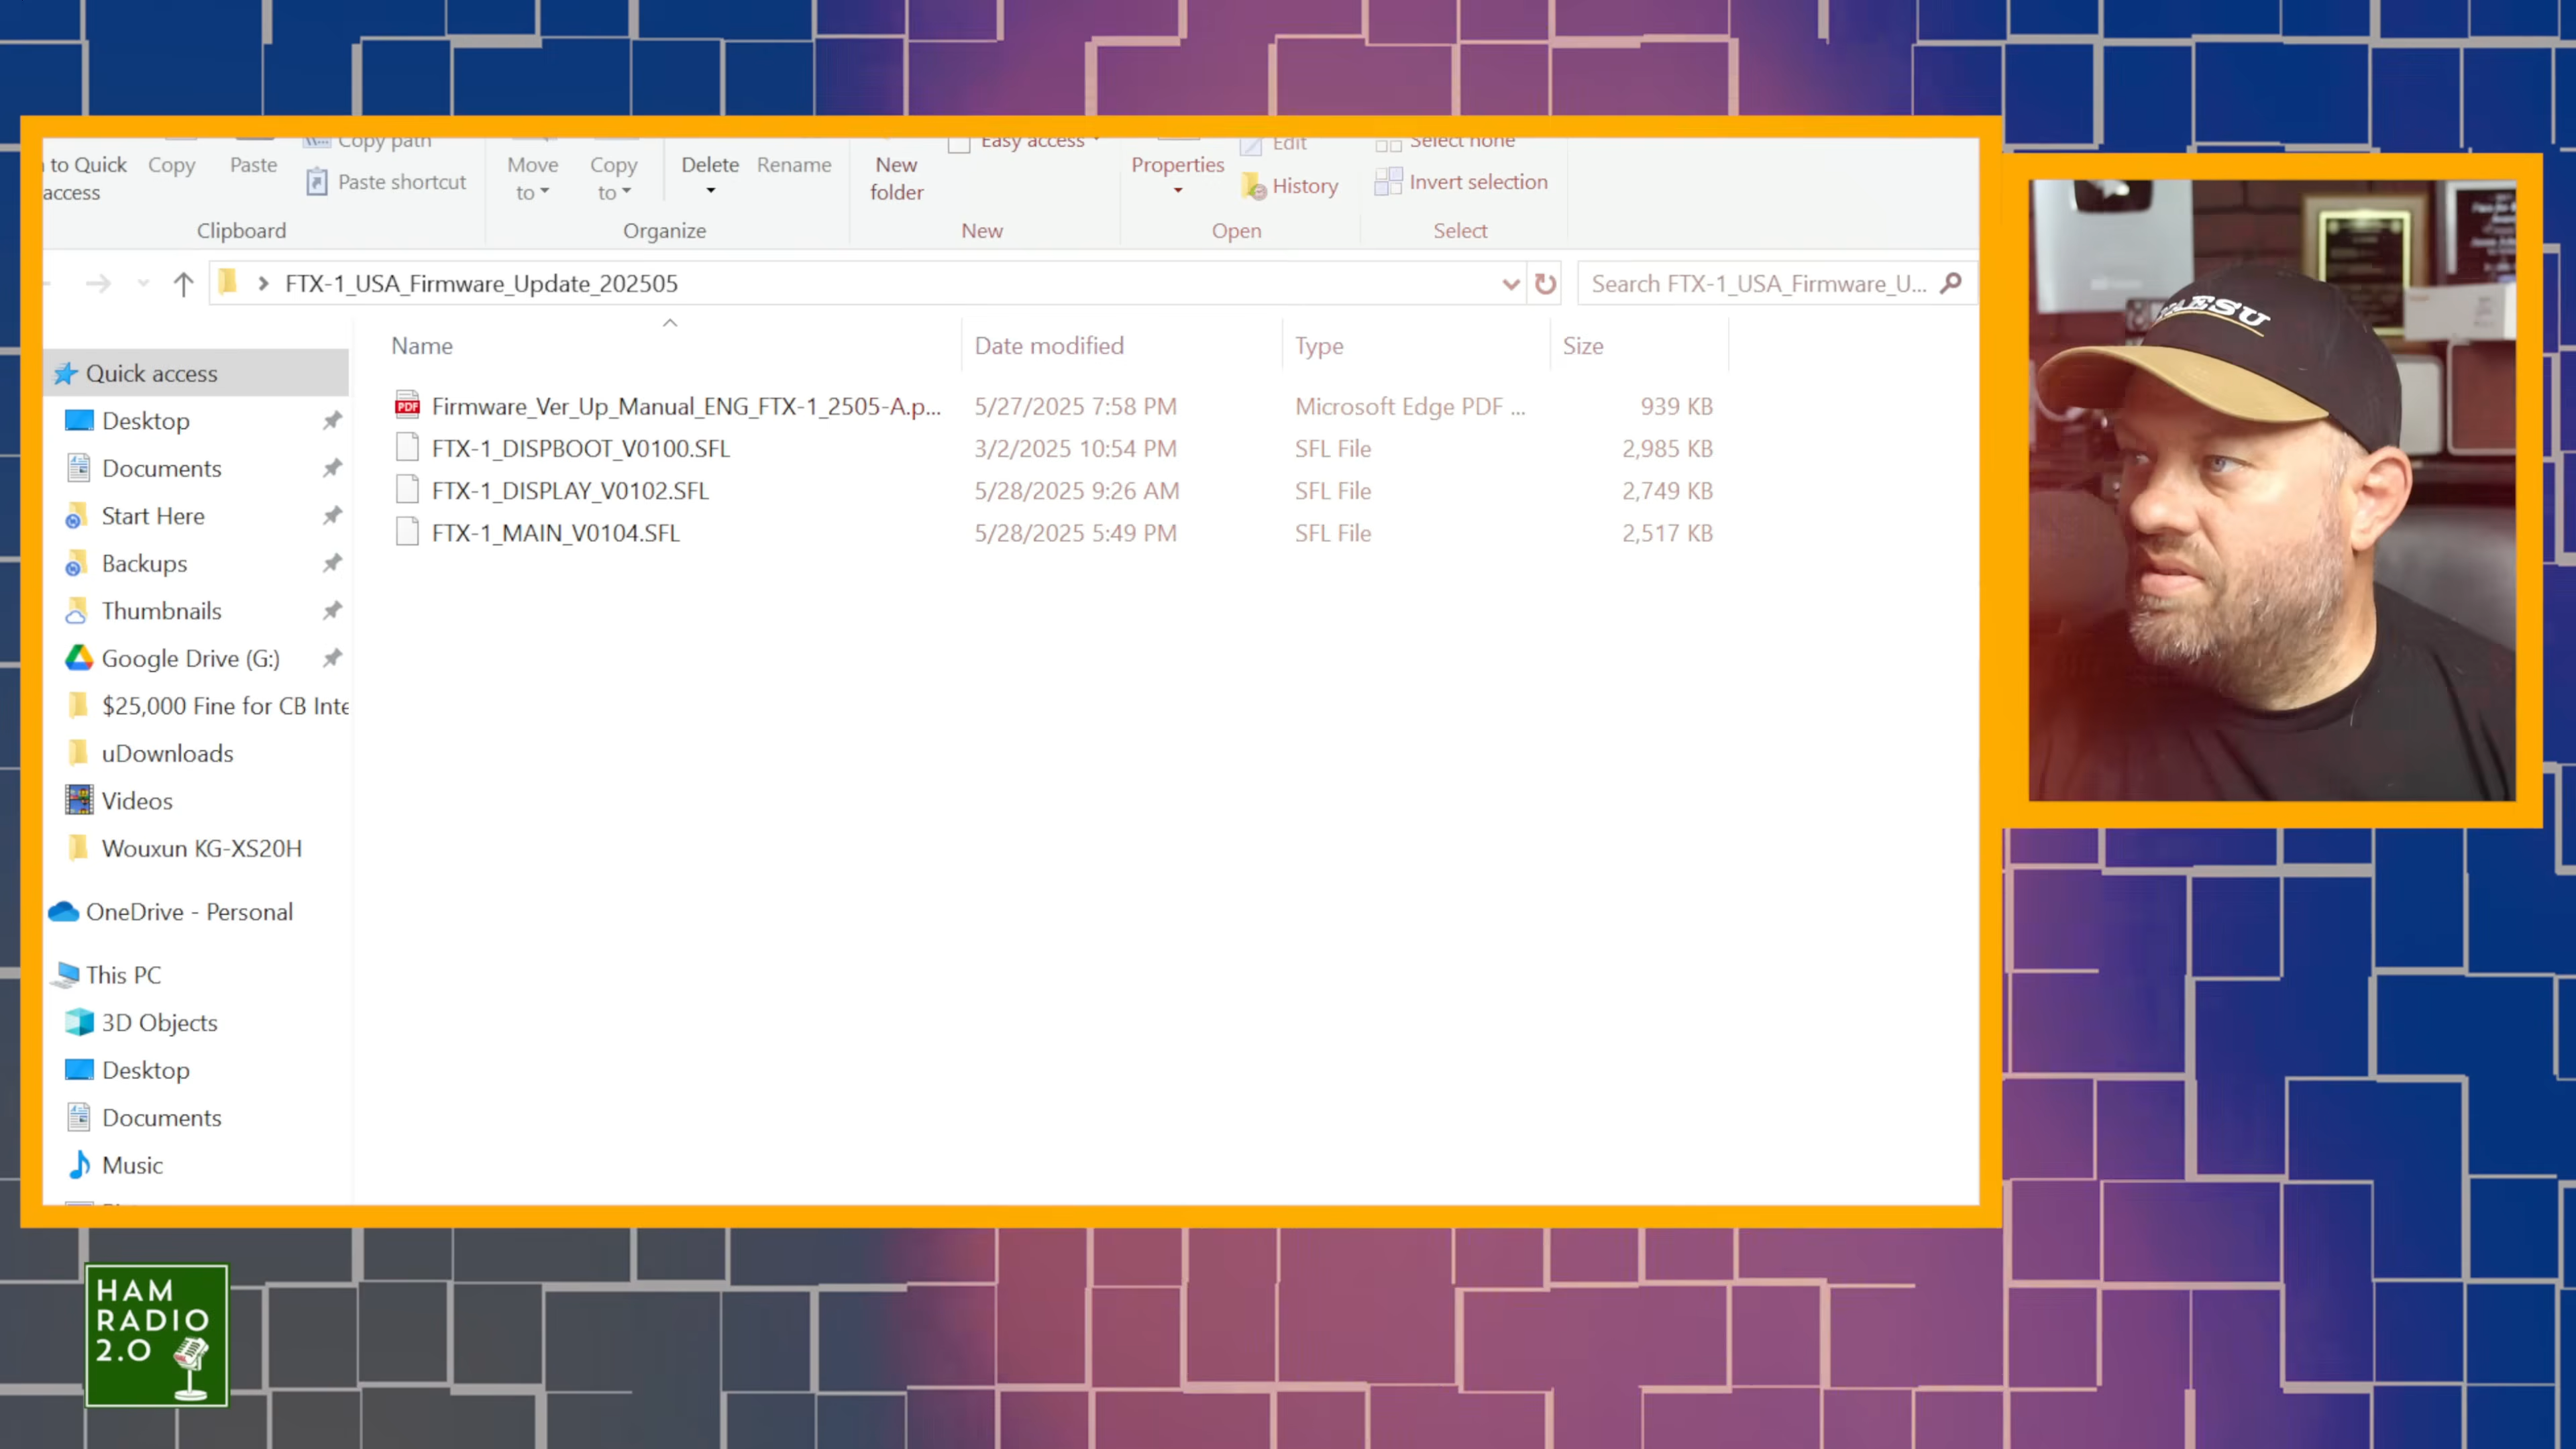 to Quick access
Copy
Paste
Copy path
Paste shortcut
Clipboard
Move to
Copy to
Delete
Rename
Organize
New folder
Easy access
New
Properties
Edit
History
Open
Select none
Invert selection
Select
FTX-1_USA_Firmware_Update_202505
Search FTX-1_USA_Firmware_U...
Name Date modified Type Size
Firmware_Ver_Up_Manual_ENG_FTX-1_2505-A.p... 5/27/2025 7:58 PM Microsoft Edge PDF ... 939 KB
FTX-1_DISPBOOT_V0100.SFL 3/2/2025 10:54 PM SFL File 2,985 KB
FTX-1_DISPLAY_V0102.SFL 5/28/2025 9:26 AM SFL File 2,749 KB
FTX-1_MAIN_V0104.SFL 5/28/2025 5:49 PM SFL File 2,517 KB
PDF
Quick access
Desktop
Documents
Start Here
Backups
Thumbnails
Google Drive (G:)
$25,000 Fine for CB Inte
uDownloads
Videos
Wouxun KG-XS20H
OneDrive - Personal
This PC
3D Objects
Desktop
Documents
Music
HAM
RADIO
2.0